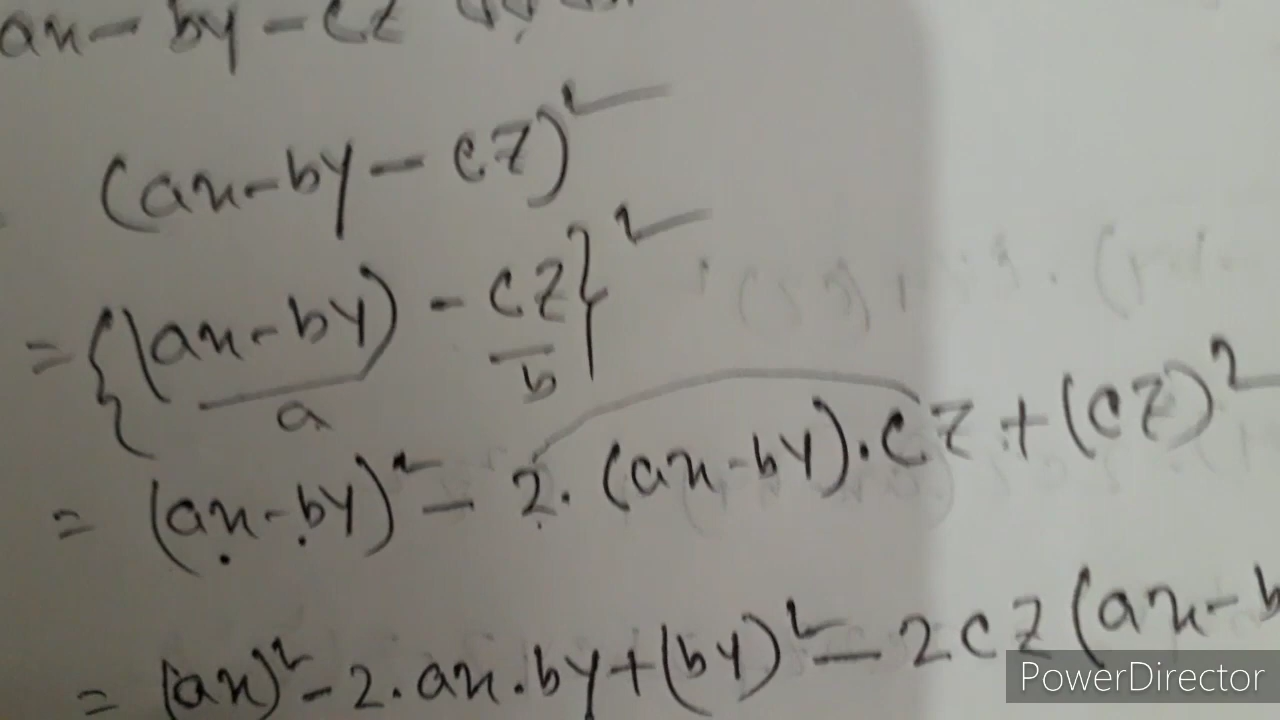 ax-by-cz
(ax-by-cz)²
={(ax-by)-cz}²
a b
= (ax-by)²-2.(ax-by).cz+(cz)²
= (ax)²-2.ax.by+(by)²-2cz(ax-b
PowerDirector